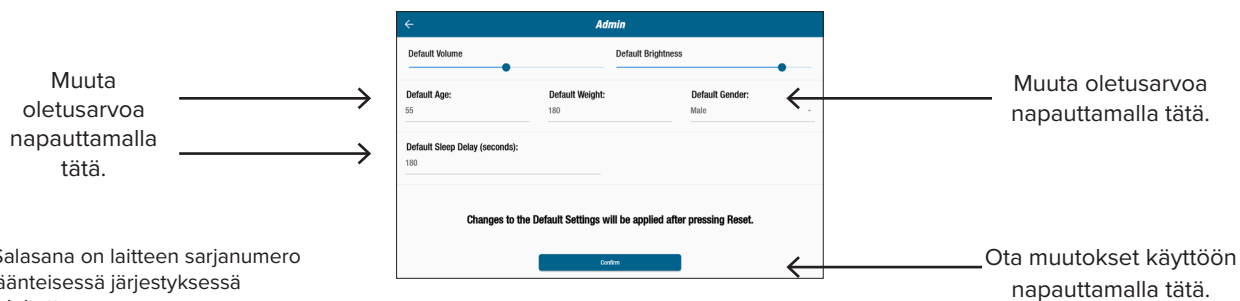 Admin
Default Volume
Default Brightness
Muuta
oletusarvoa
napauttamalla
tätä.
Default Age:
55
Default Weight:
180
Default Gender:
Male
Muuta oletusarvoa
napauttamalla tätä.
Default Sleep Delay (seconds):
180
Changes to the Default Settings will be applied after pressing Reset.
Confirm
Salasana on laitteen sarjanumero
järjestyksessä
Ota muutokset käyttöön
napauttamalla tätä.